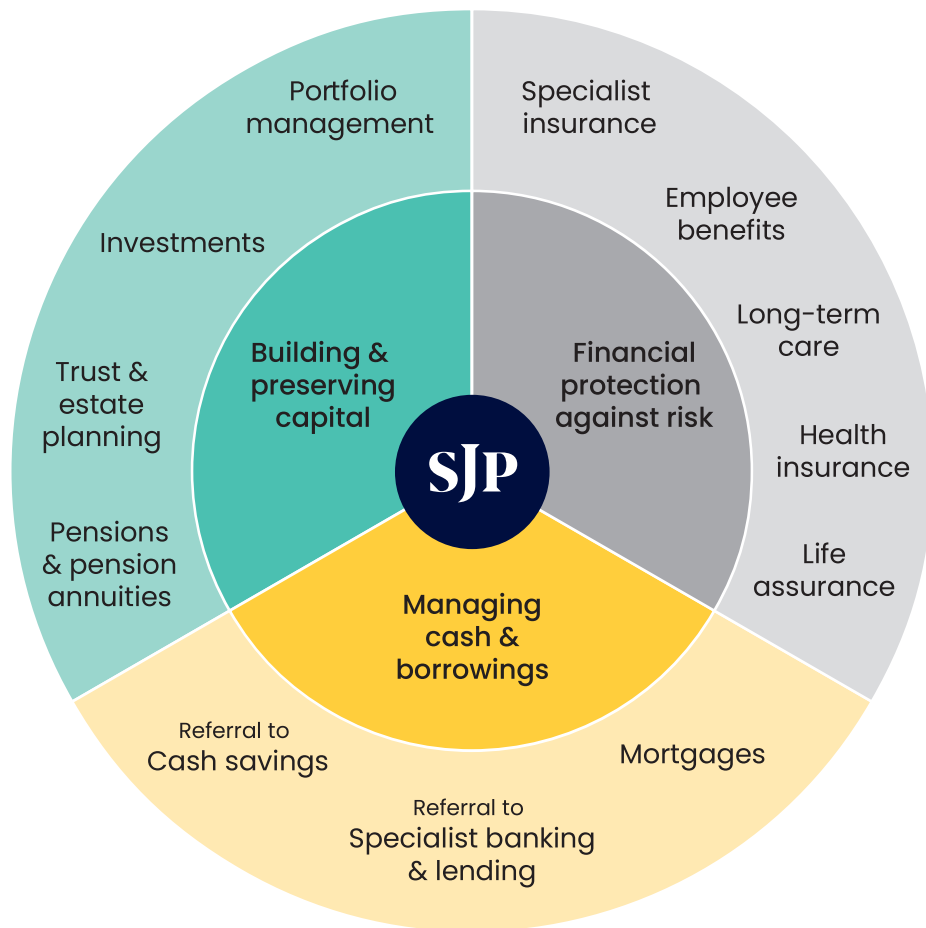 Portfolio
management
Investments
Trust &
estate
planning
Pensions
& pension
annuities
Building &
preserving
capital
Specialist
insurance
Employee
benefits
Long-term
care
Health
insurance
Life
assurance
Financial
protection
against risk
SJP
Managing
cash &
borrowings
Referral to
Cash savings
Referral to
Specialist banking
& lending
Mortgages